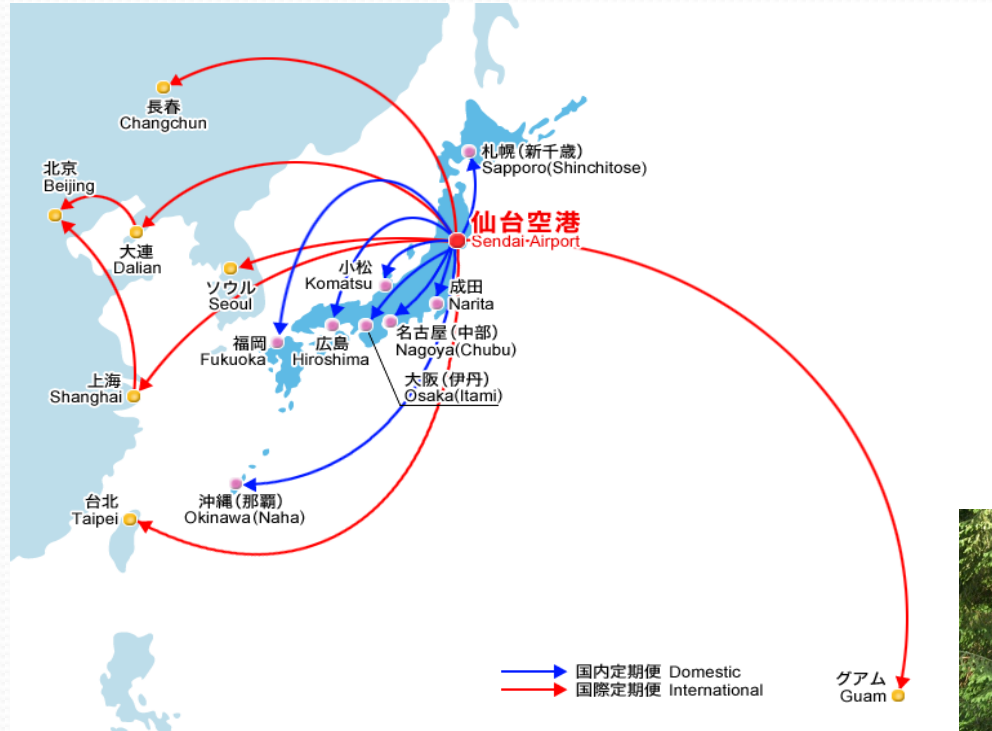 長春
Changchun
北京
Beijing
札幌(新千歳)
Sapporo(Shinchitose)
仙台空港
Sendai Airport
大連
Dalian
ソウル
Seoul
小松
Komatsu
成田
Narita
福岡
Fukuoka
広島
Hiroshima
名古屋(中部)
Nagoya(Chubu)
大阪(伊丹)
Osaka(Itami)
上海
Shanghai
沖縄(那覇)
Okinawa(Naha)
台北
Taipei
国内定期便 Domestic
国際定期便 International
グアム
Guam